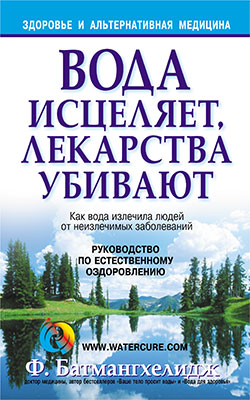 ЗДОРОВЬЕ И АЛЬТЕРНАТИВНАЯ МЕДИЦИНА
ВОДА
ИСЦЕЛЯЕТ,
ЛЕКАРСТВА
УБИВАЮТ
Как вода излечила людей
от неизлечимых заболеваний
РУКОВОДСТВО
ПО ЕСТЕСТВЕННОМУ
ОЗДОРОВЛЕНИЮ
WWW.WATERCURE.COM
Ф. Батмангхелидж
доктор медицины, автор бестселлеров «Ваше тело просит воды» и «Вода для здоровья»